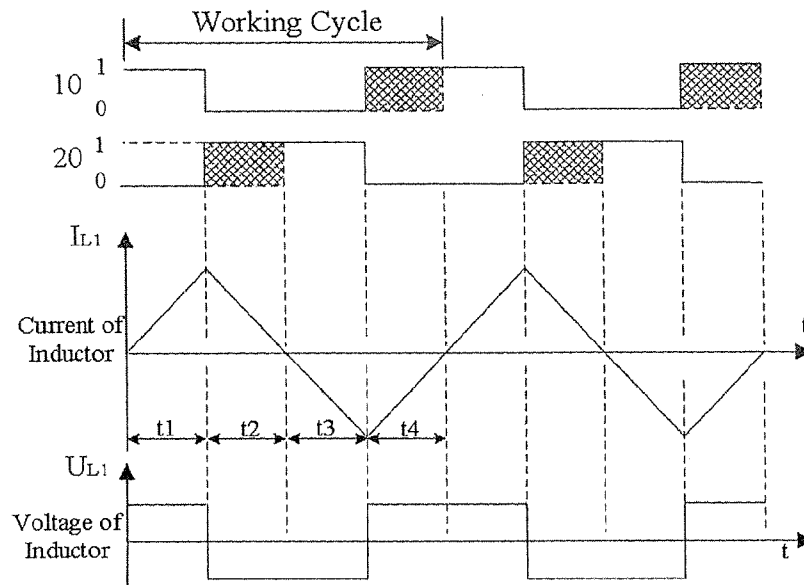 Working Cycle
10
1
0
20
1
0
IL1
Current of
Inductor
t
t1
t2
t3
t4
UL1
Voltage of
Inductor
t